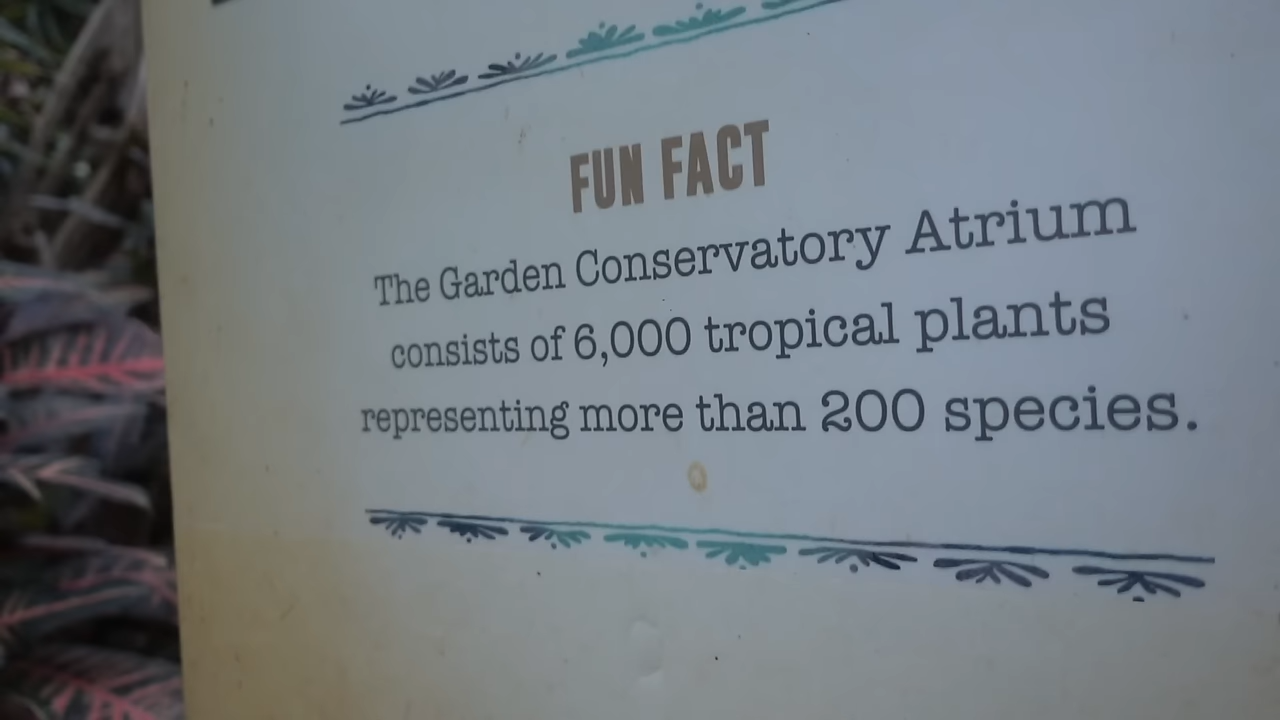 FUN FACT
The Garden Conservatory Atrium
consists of 6,000 tropical plants
representing more than 200 species.